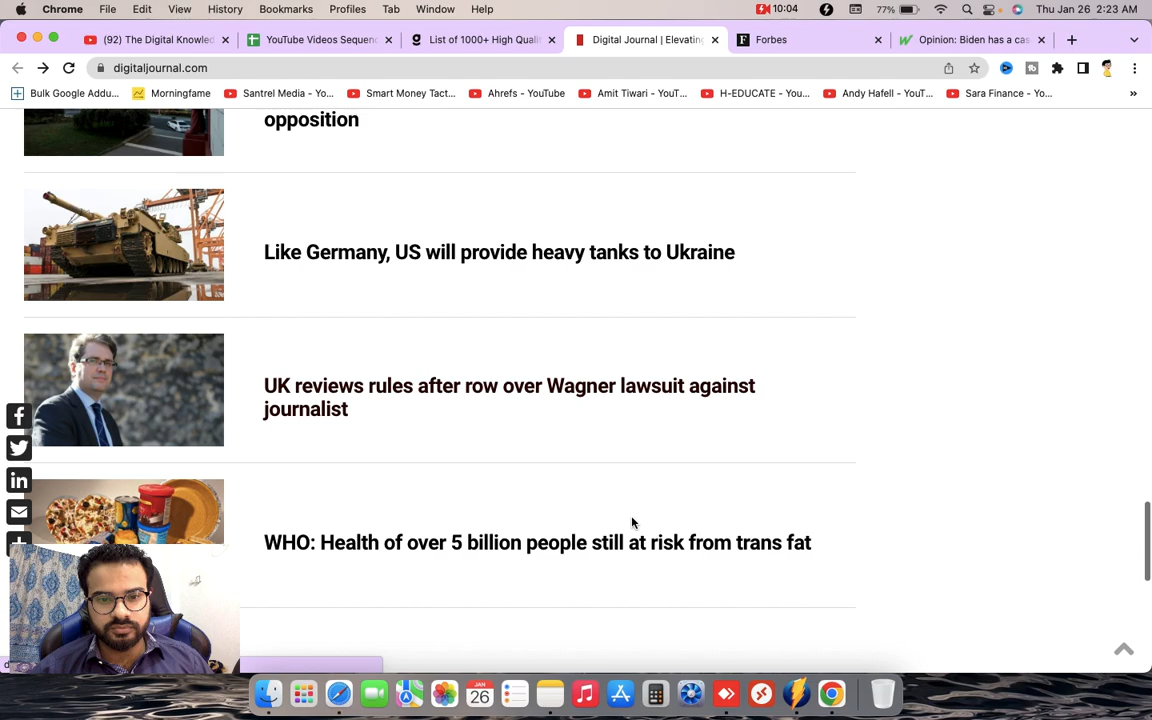 Chrome File Edit View History Bookmarks Profiles Tab Window Help 10:04 77% Thu Jan 26 2:23 AM
(92) The Digital Knowled YouTube Videos Sequenc List of 1000+ High Quali Digital Journal | Elevating Forbes Opinion: Biden has a cas
digitaljournal.com
Bulk Google Addu... Morningfame Santrel Media - Yo... Smart Money Tact... Ahrefs - YouTube Amit Tiwari - YouT... H-EDUCATE - You... Andy Hafell - YouT... Sara Finance - Yo... »
opposition
Like Germany, US will provide heavy tanks to Ukraine
UK reviews rules after row over Wagner lawsuit against
journalist
WHO: Health of over 5 billion people still at risk from trans fat
JAN
26